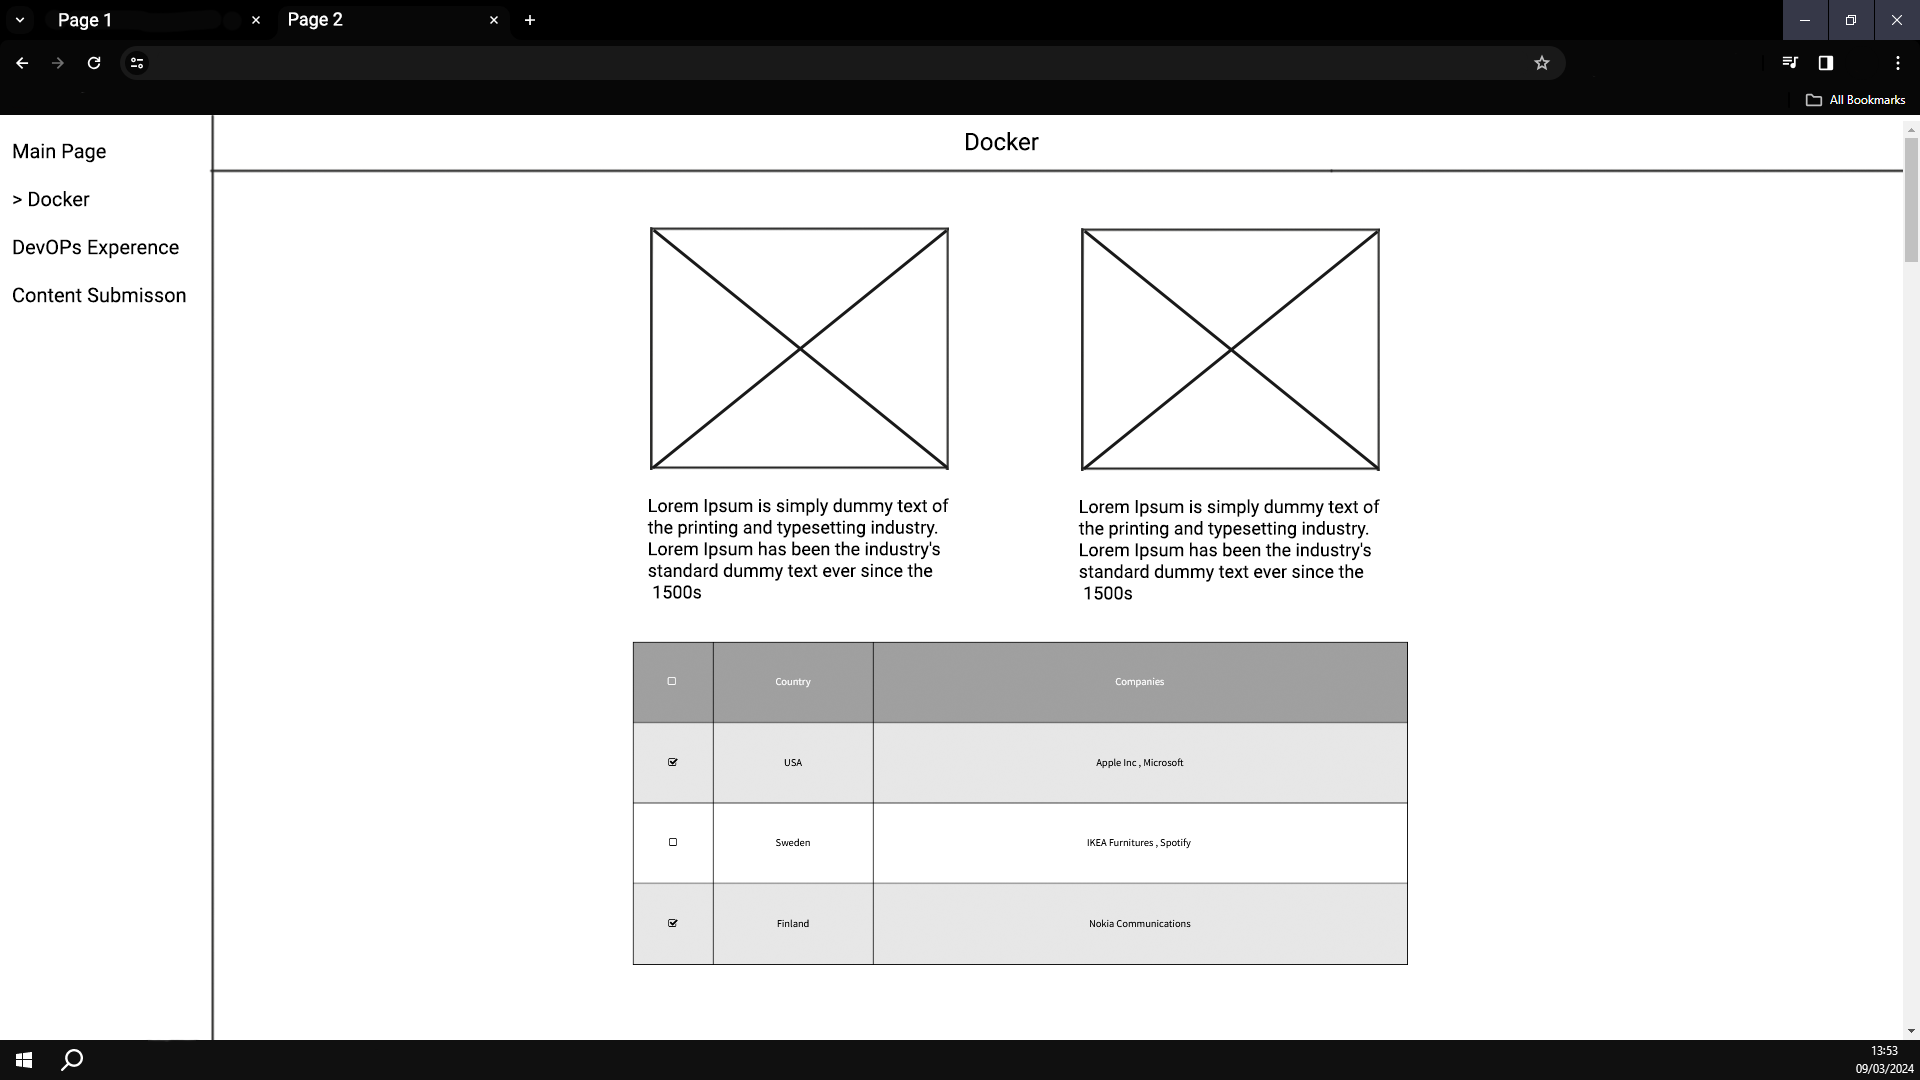 Page 1
Page 2
All Bookmarks
Docker
Main Page
> Docker
DevOPs Experence
Content Submisson
Lorem Ipsum is simply dummy text of
the printing and typesetting industry.
Lorem Ipsum has been the industry's
standard dummy text ever since the
1500s
Lorem Ipsum is simply dummy text of
the printing and typesetting industry.
Lorem Ipsum has been the industry's
standard dummy text ever since the
1500s
Country Companies
USA Apple Inc , Microsoft
Sweden IKEA Furnitures , Spotify
Finland Nokia Communications
13:53
09/03/2024